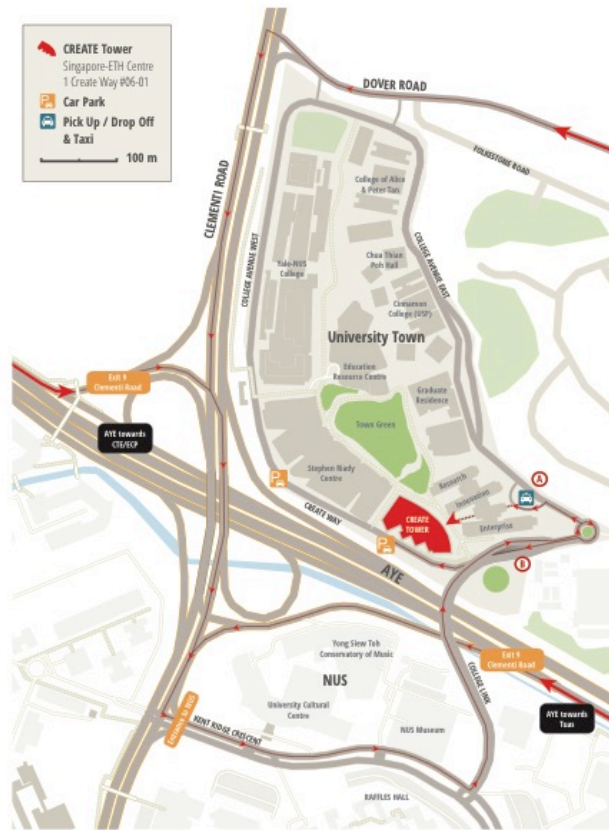 CREATE Tower
Singapore-ETH Centre
1 Create Way #06-01
Car Park
Pick Up / Drop Off
& Taxi
100 m
DOVER ROAD
FOLKESTONE ROAD
CLEMENTI ROAD
College of Alice
& Peter Tan
COLLEGE AVENUE WEST
COLLEGE AVENUE EAST
Yale-NUS
College
Chua Thian
Poh Hall
Cinnamon
College (USP)
University Town
Education
Resource Centre
Graduate
Residence
Exit 9
Clementi Road
Town Green
AYE towards
CTE/ECP
Stephen Riady
Centre
Research
Innovation
Enterprise
A
CREATE
TOWER
CREATE WAY
B
AYE
Yong Siew Toh
Conservatory of Music
Exit 9
Clementi Road
NUS
COLLEGE LINK
AYE towards
Tuas
University Cultural
Centre
Entrance to NUS
KENT RIDGE CRESCENT
NUS Museum
RAFFLES HALL